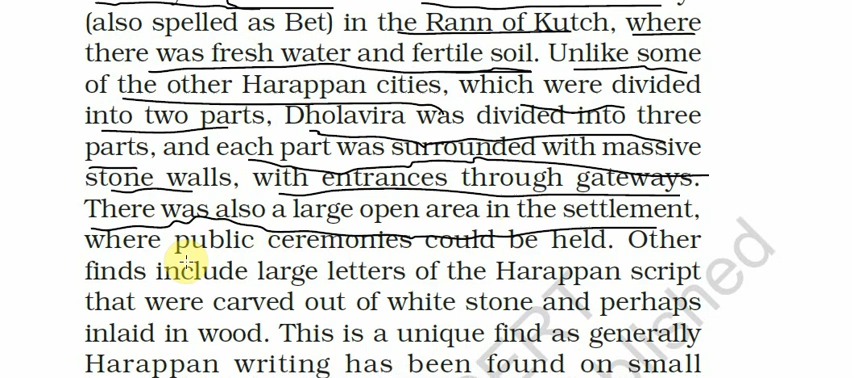 (also spelled as Bet) in the Rann of Kutch, where
there was fresh water and fertile soil. Unlike some
of the other Harappan cities, which were divided
into two parts, Dholavira was divided into three
parts, and each part was surrounded with massive
stone walls, with entrances through gateways.
There was also a large open area in the settlement,
where public ceremonies could be held. Other
finds include large letters of the Harappan script
that were carved out of white stone and perhaps
inlaid in wood. This is a unique find as generally
Harappan writing has been found on small